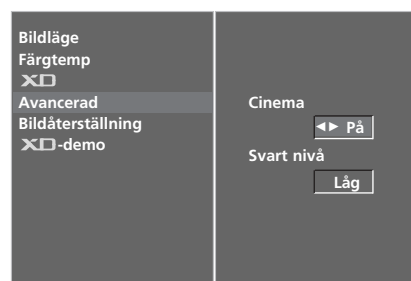 Bildläge
Färgtemp
XD
Avancerad
Bildåterställning
XD-demo
Cinema
◄► På
Svart nivå
Låg